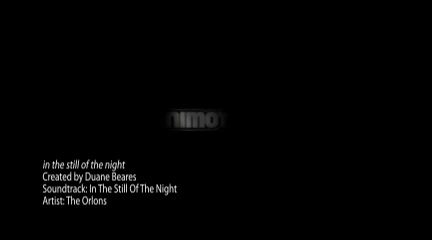 nimo
in the still of the night
Created by Duane Beares
Soundtrack: In The Still Of The Night
Artist: The Orlons